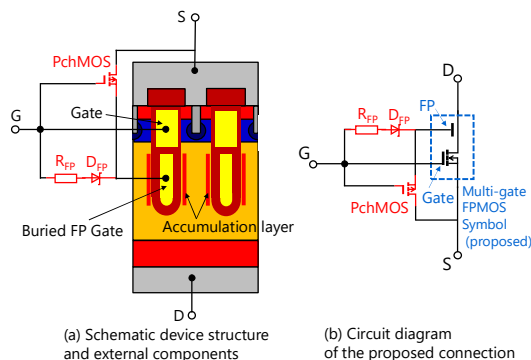 S
PchMOS
Gate
G
RFP
DFP
Buried FP Gate
Accumulation layer
D
(a) Schematic device structure
and external components
D
FP
RFP
DFP
G
Gate
PchMOS
Multi-gate
FPMOS
Symbol
(proposed)
S
(b) Circuit diagram
of the proposed connection